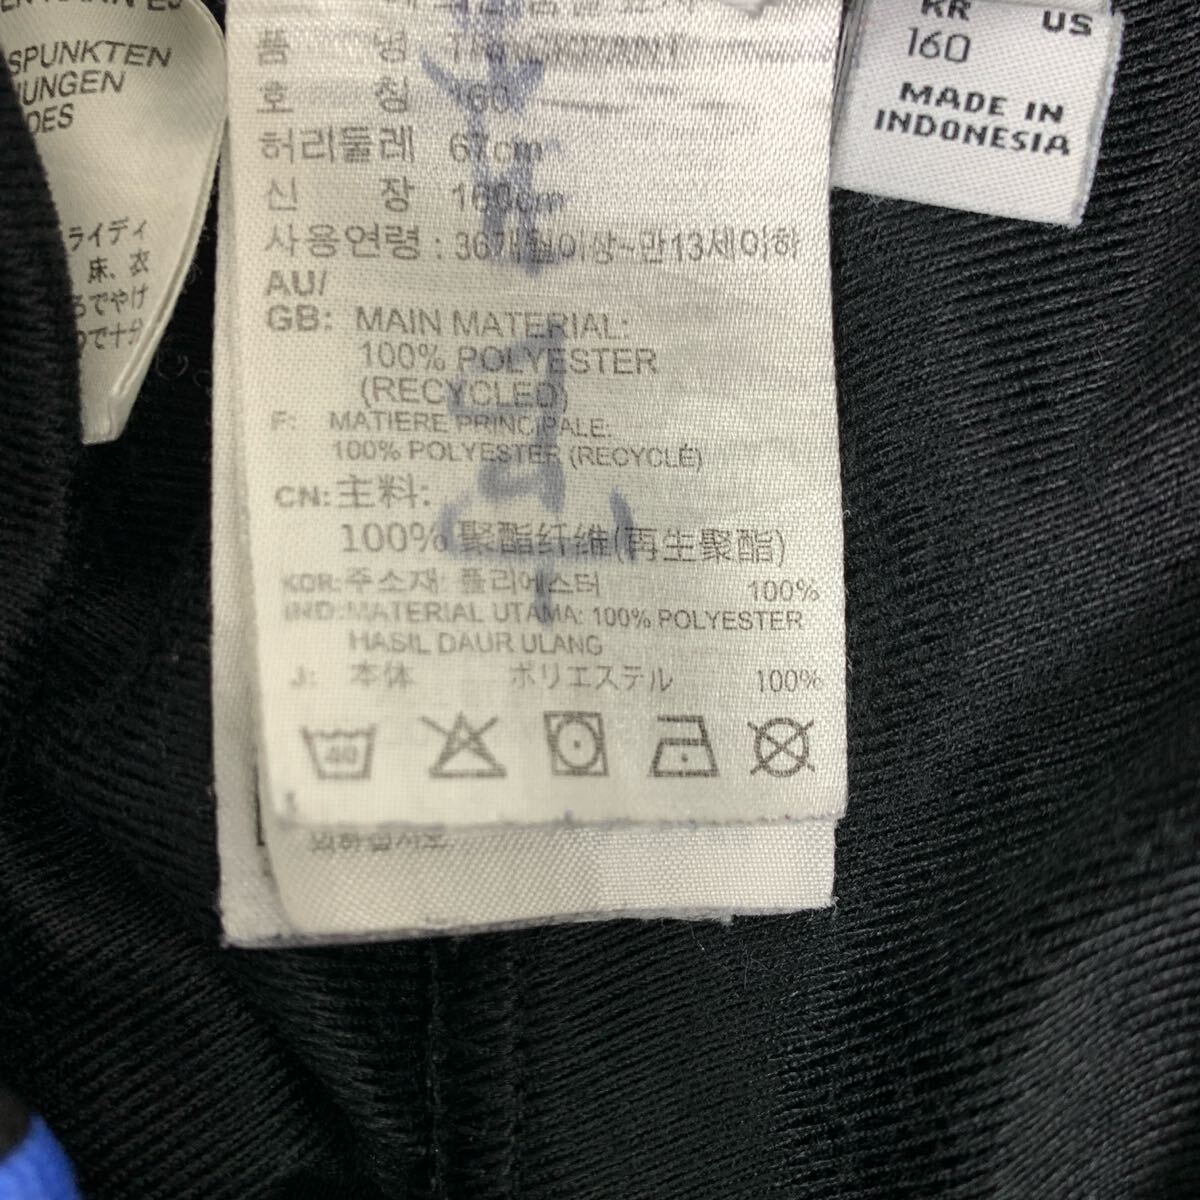 SPUNKTEN
DES
ライディ
床、衣
でやけ
で十分
KR
US
160
MADE IN
INDONESIA
품 명
호 칭 160
허리둘레 67cm
신 장 160cm
사용연령 : 36개월이상~만13세이하
AU/
GB: MAIN MATERIAL:
100% POLYESTER
(RECYCLED)
F: MATIERE PRINCIPALE:
100% POLYESTER (RECYCLÉ)
CN: 主料:
100% 聚酯纤维(再生聚酯)
KOR: 주소재 폴리에스터 100%
IND: MATERIAL UTAMA: 100% POLYESTER
HASIL DAUR ULANG
J: 本体 ポリエステル 100%
40